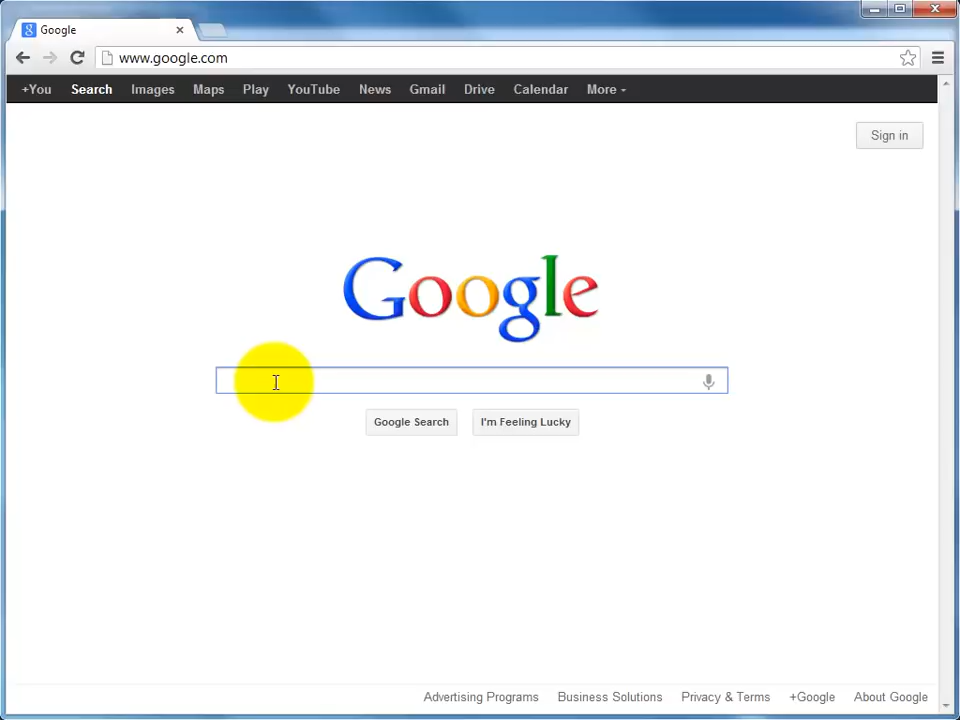 Google
www.google.com
+You Search Images Maps Play YouTube News Gmail Drive Calendar More
Sign in
Google
Google Search I'm Feeling Lucky
Advertising Programs Business Solutions Privacy & Terms +Google About Google